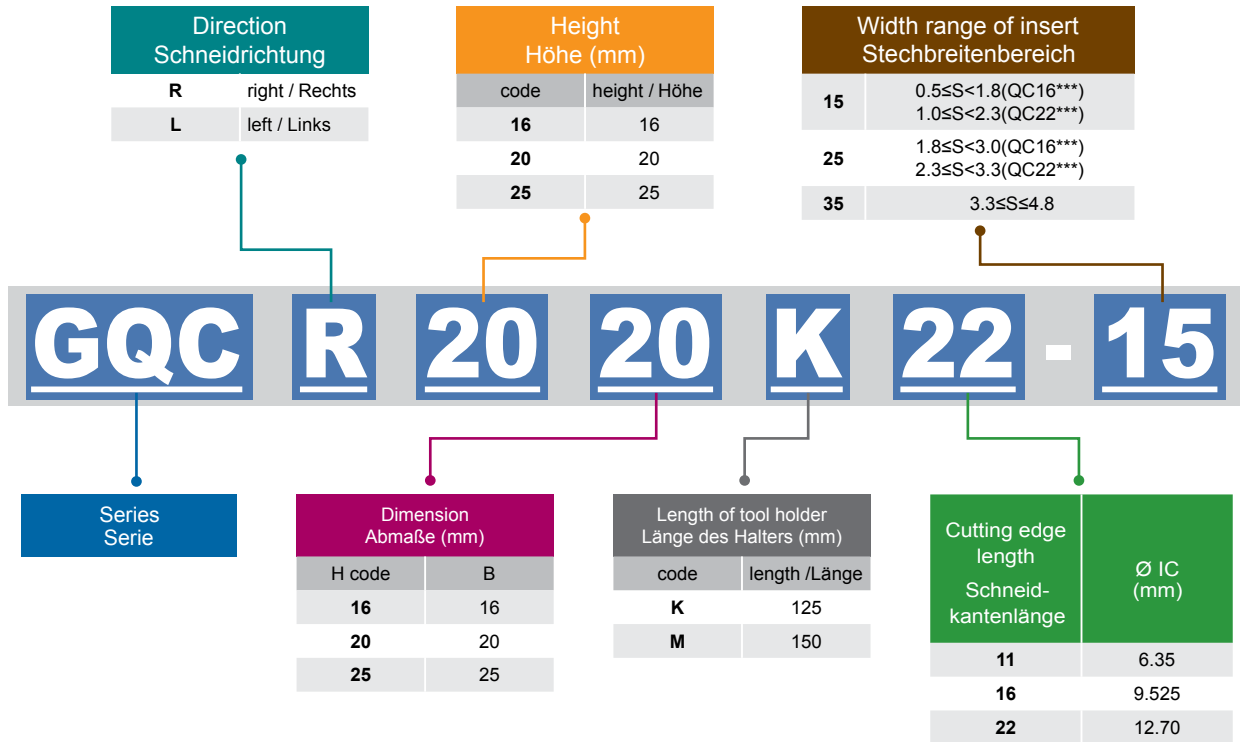 Direction
Schneidrichtung
R right / Rechts
L left / Links
Height
Höhe (mm)
code height / Höhe
16 16
20 20
25 25
Width range of insert
Stechbreitenbereich
15 0.5≤S<1.8(QC16***)
1.0≤S<2.3(QC22***)
25 1.8≤S<3.0(QC16***)
2.3≤S<3.3(QC22***)
35 3.3≤S≤4.8
GQC R 20 20 K 22 - 15
Series
Serie
Dimension
Abmaße (mm)
H code B
16 16
20 20
25 25
Length of tool holder
Länge des Halters (mm)
code length /Länge
K 125
M 150
Cutting edge
length
Schneid-
kantenlänge
Ø IC
(mm)
11 6.35
16 9.525
22 12.70